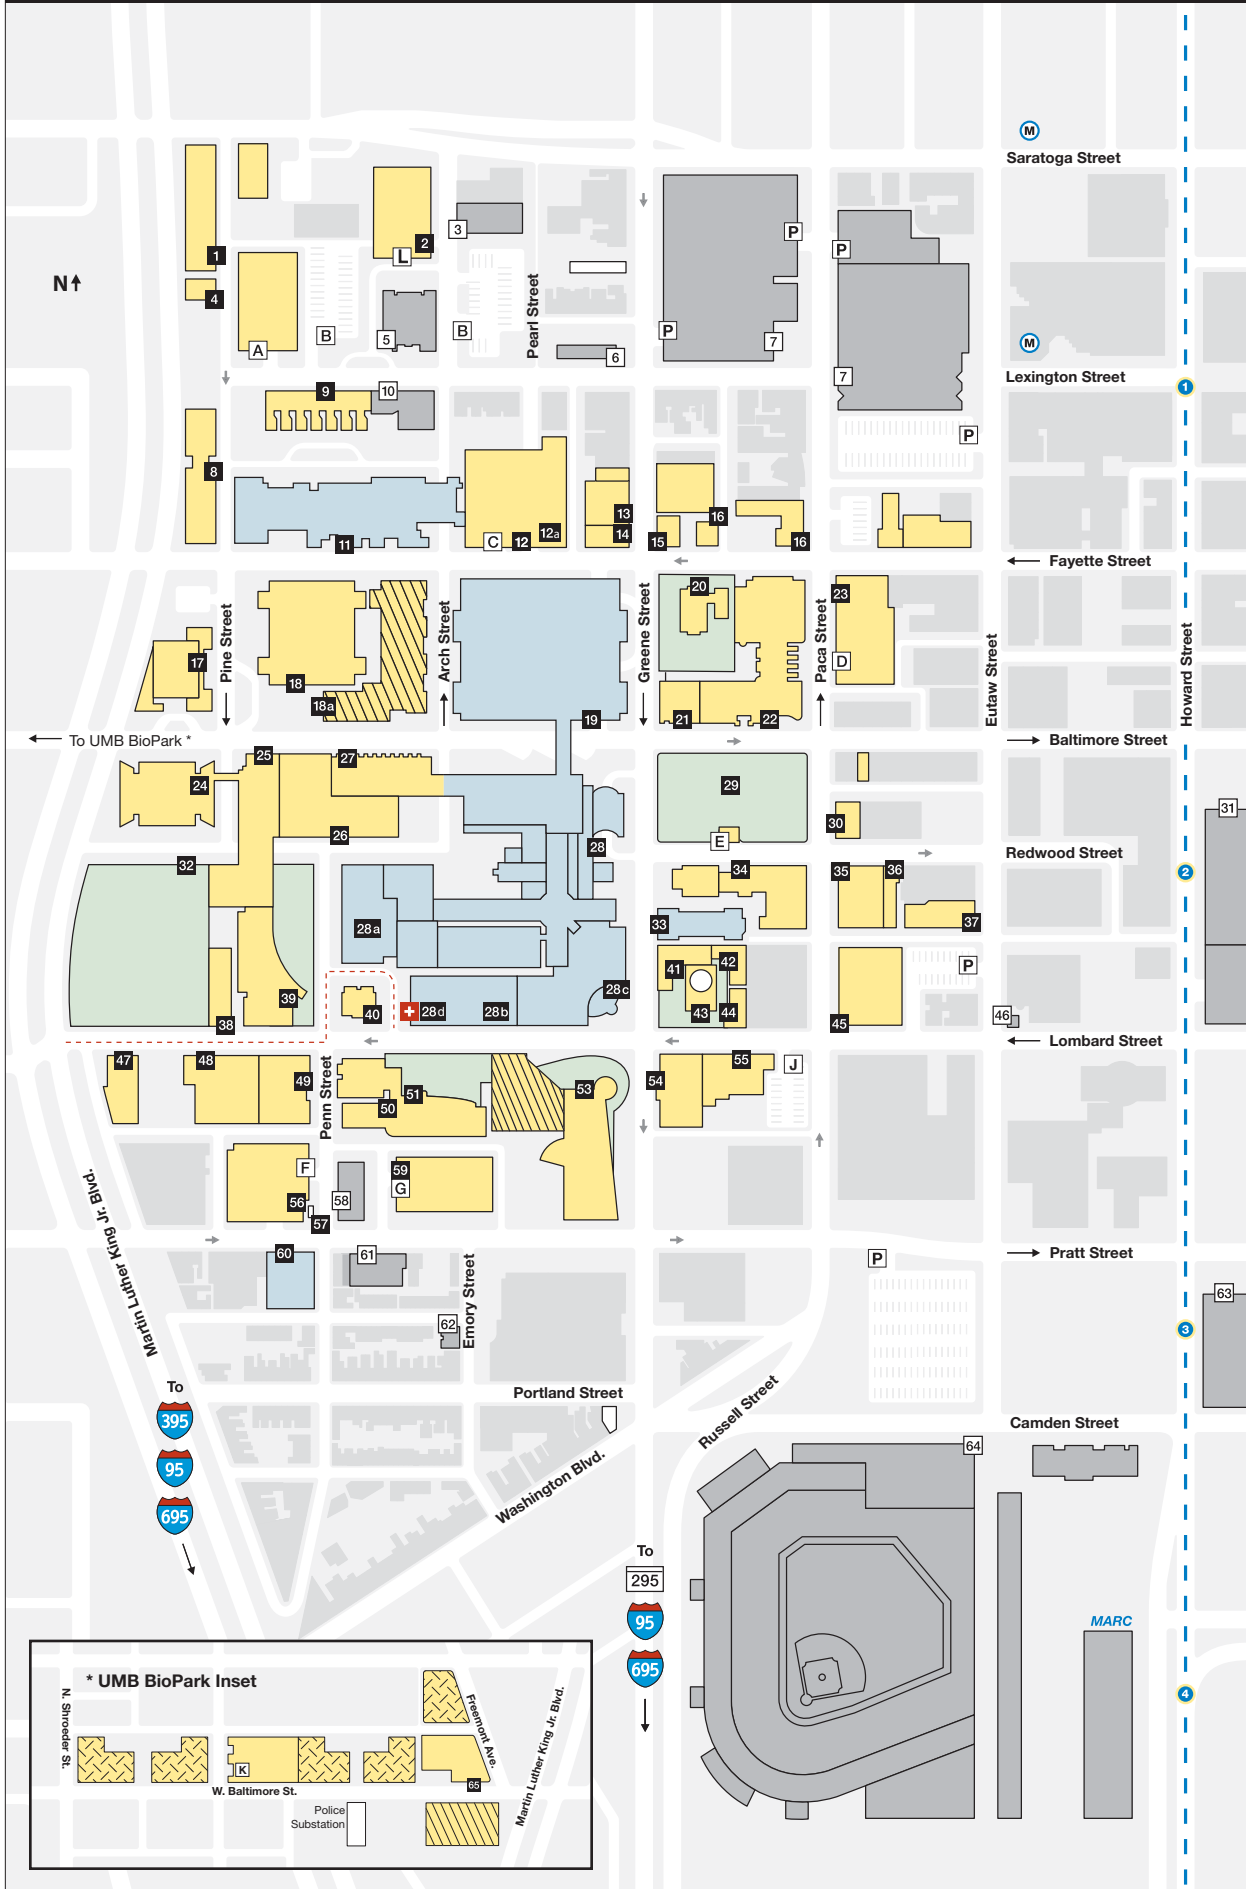 M
Saratoga Street
P
P
1
2
L
3
4
N
B
5
B
A
Pearl Street
6
P
7
7
M
Lexington Street
1
9
10
P
8
11
C
12
12a
13
14
15
16
16
Fayette Street
17
Pine Street
18
18a
Arch Street
19
Greene Street
20
21
22
Paca Street
23
D
Eutaw Street
Howard Street
To UMB BioPark *
Baltimore Street
24
25
27
26
28
29
E
30
31
Redwood Street
2
32
28a
33
34
35
36
37
38
39
40
28d
28b
28c
41
42
43
44
45
P
46
Lombard Street
47
48
49
Penn Street
50
51
53
54
55
J
F
56
57
58
59
G
Martin Luther King Jr. Blvd.
60
61
62
Emory Street
P
Pratt Street
63
3
To
395
95
695
Portland Street
Washington Blvd.
Russell Street
Camden Street
64
To
295
95
695
MARC
4
* UMB BioPark Inset
N. Shroeder St.
Freemont Ave.
Martin Luther King Jr. Blvd.
K
65
W. Baltimore St.
Police
Substation